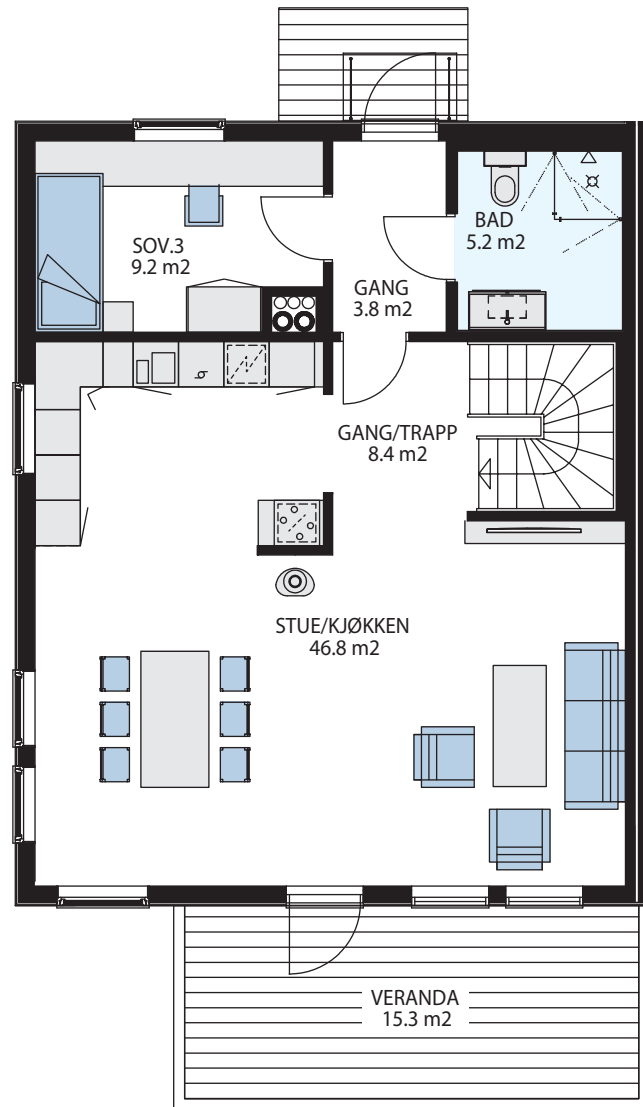 SOV.3
9.2 m2
BAD
5.2 m2
GANG
3.8 m2
GANG/TRAPP
8.4 m2
STUE/KJØKKEN
46.8 m2
VERANDA
15.3 m2